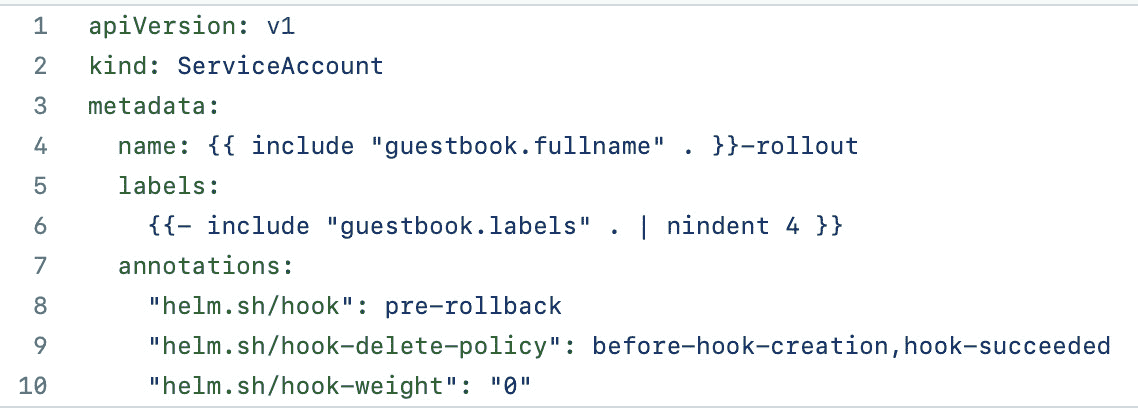 1 apiVersion: v1
2 kind: ServiceAccount
3 metadata:
4   name: {{ include "guestbook.fullname" . }}-rollout
5   labels:
6     {{- include "guestbook.labels" . | nindent 4 }}
7   annotations:
8     "helm.sh/hook": pre-rollback
9     "helm.sh/hook-delete-policy": before-hook-creation,hook-succeeded
10     "helm.sh/hook-weight": "0"